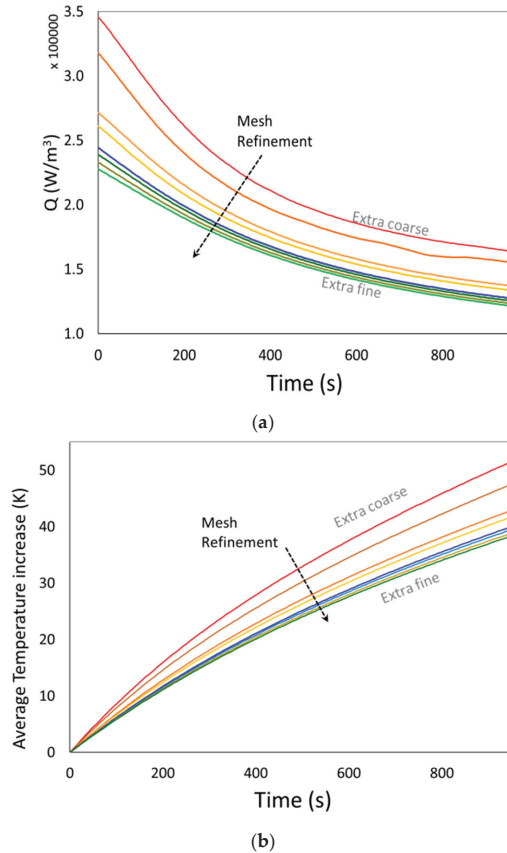 3.5
x 100000
3.0
2.5
2.0
1.5
1.0
Q (W/m³)
Mesh
Refinement
Extra coarse
Extra fine
0
200
400
600
800
Time (s)
(a)
50
40
30
20
10
0
Average Temperature increase (K)
Mesh
Refinement
Extra coarse
Extra fine
0
200
400
600
800
Time (s)
(b)